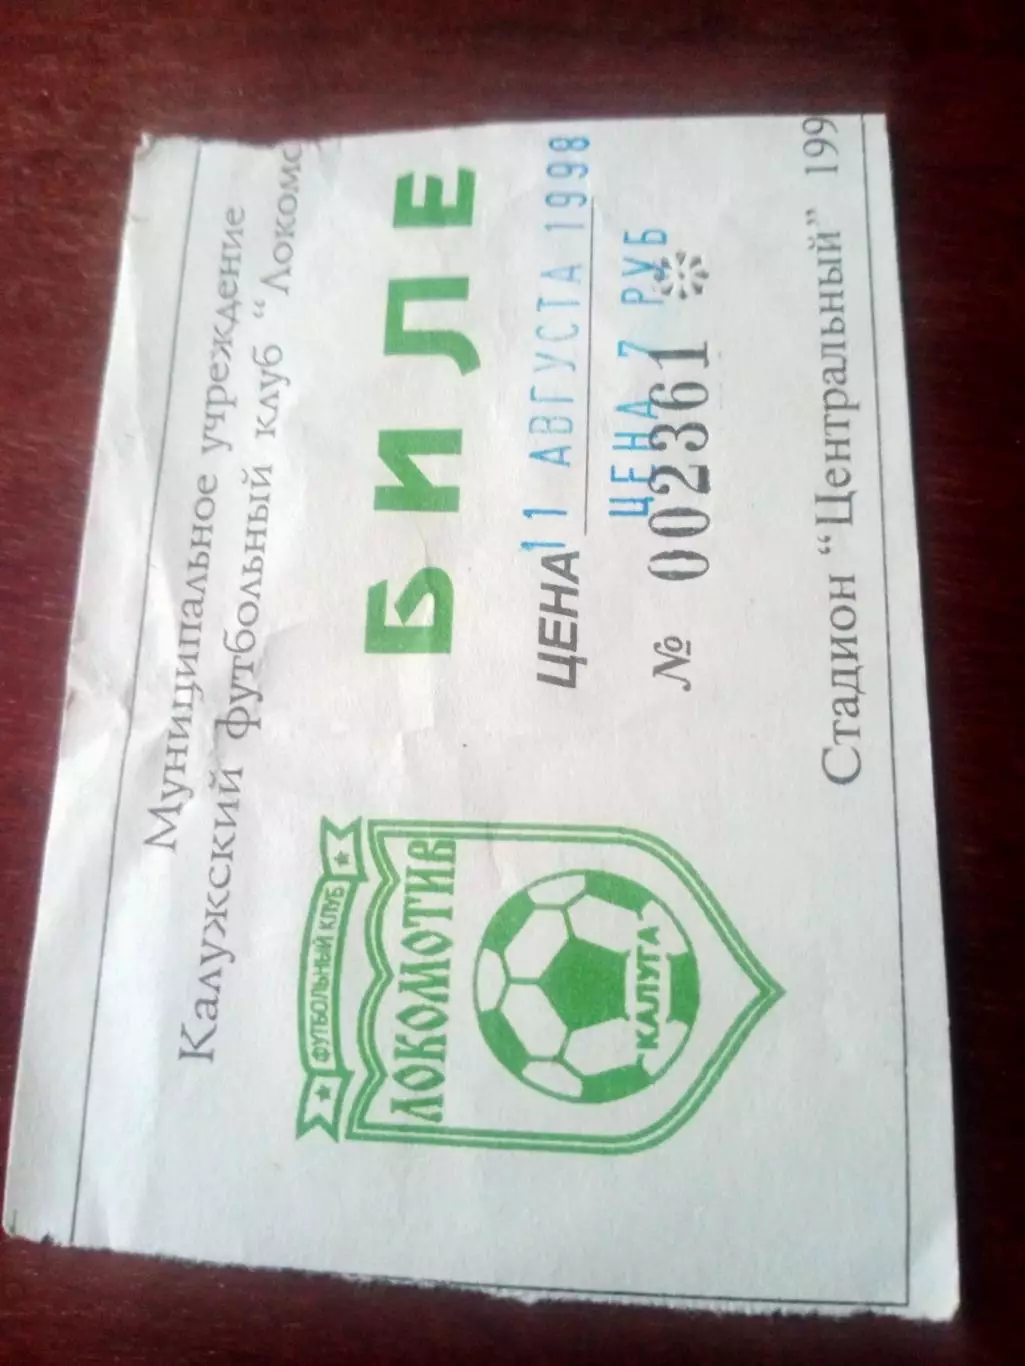 Муниципальное учреждение
Калужский футбольный клуб “Локомо
ФУТБОЛЬНЫЙ КЛУБ
ЛОКОМОТИВ
КАЛУГА
БИЛЕ
ЦЕНА 11 АВГУСТА 1998
ЦЕНА 7 РУБ
№ 002361
Стадион “Центральный” 199